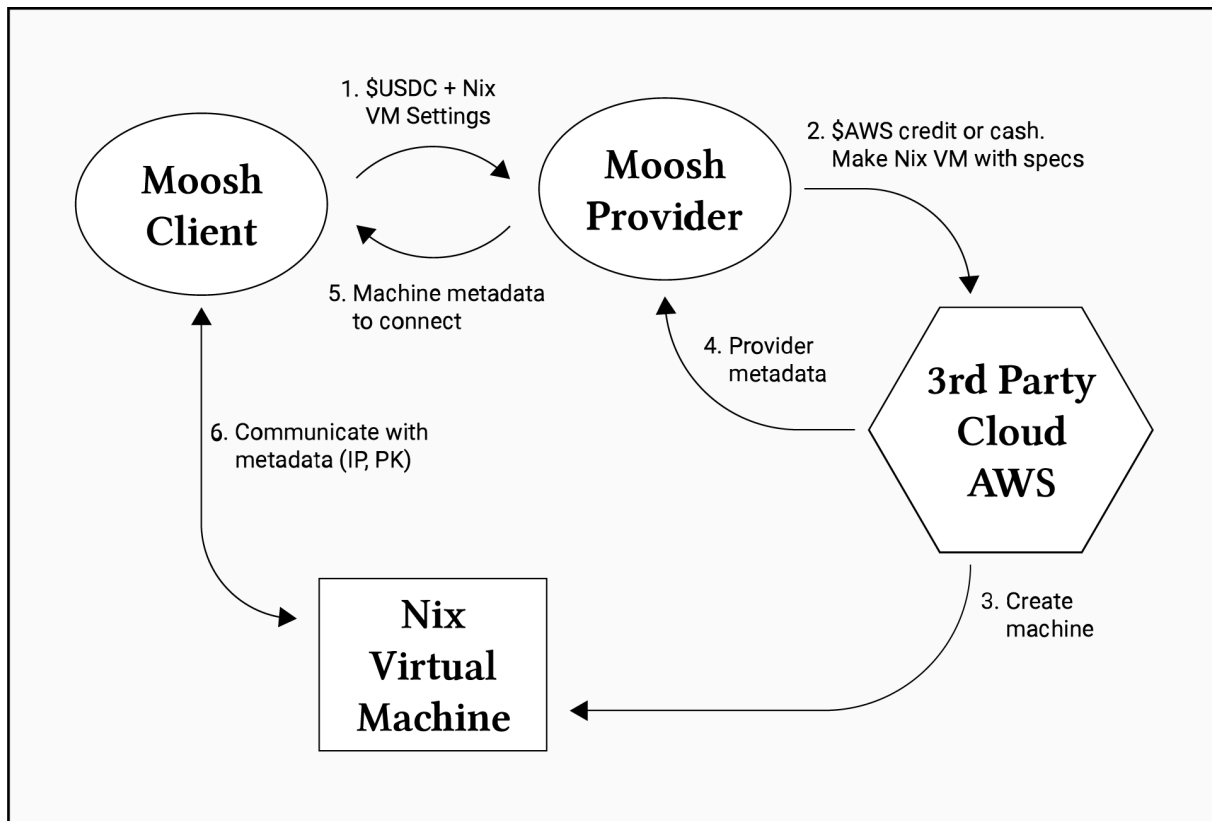 1. $USDC + Nix
VM Settings
Moosh
Client
Moosh
Provider
2. $AWS credit or cash.
Make Nix VM with specs
5. Machine metadata
to connect
4. Provider
metadata
3rd Party
Cloud
AWS
6. Communicate with
metadata (IP, PK)
Nix
Virtual
Machine
3. Create
machine